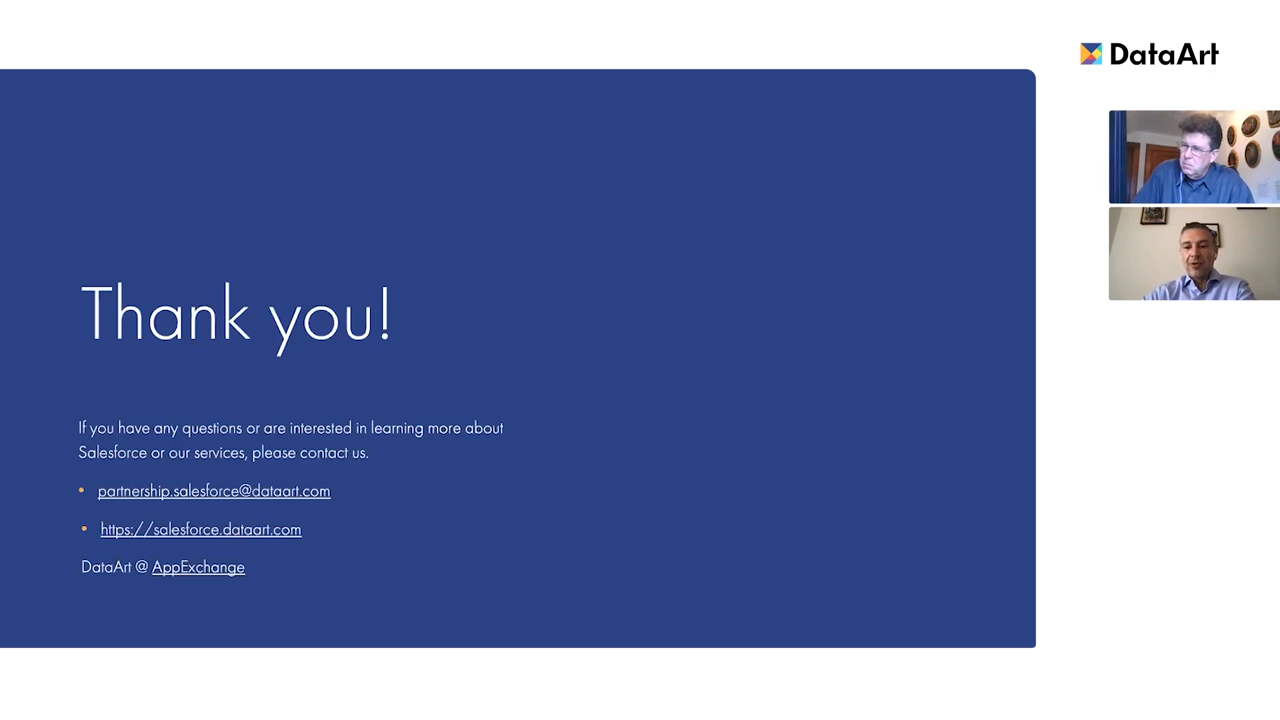 DataArt
Thank you!
If you have any questions or are interested in learning more about
Salesforce or our services, please contact us.
• partnership.salesforce@dataart.com
• https://salesforce.dataart.com
DataArt @ AppExchange